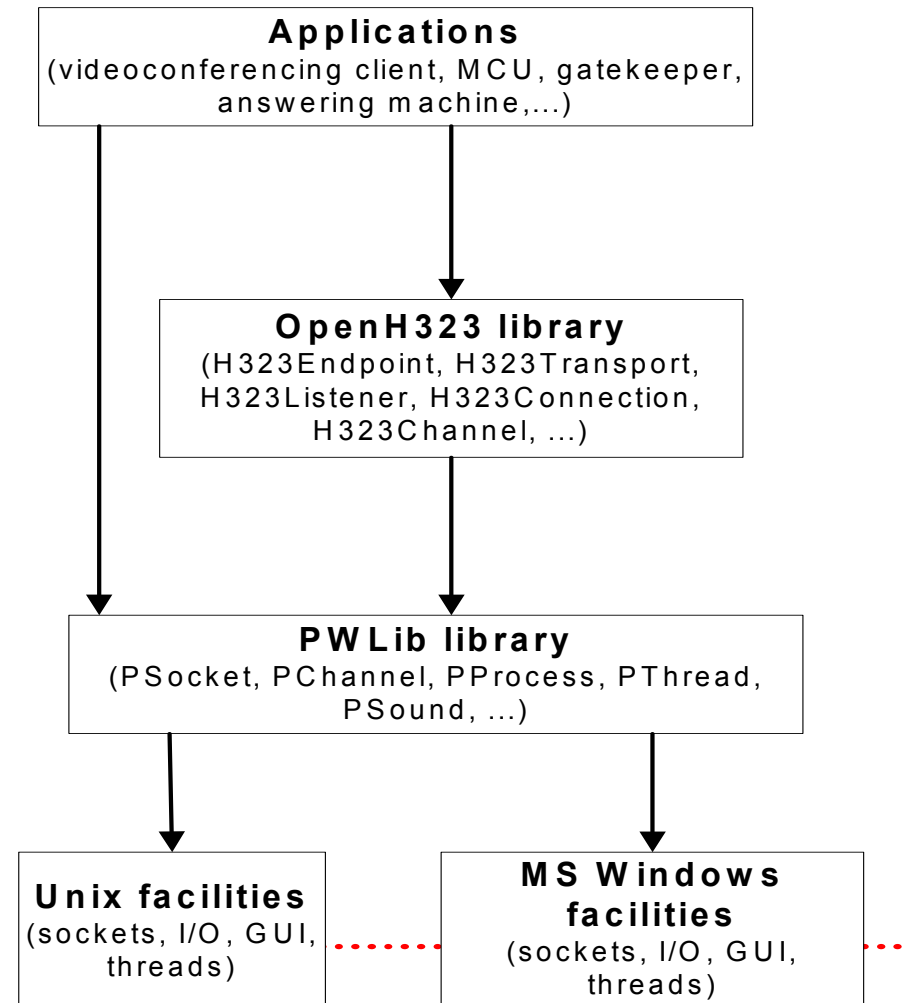 Applications
(videoconferencing client, MCU, gatekeeper,
answering machine,...)
OpenH323 library
(H323Endpoint, H323Transport,
H323Listener, H323Connection,
H323Channel, ...)
PWLib library
(PSocket, PChannel, PProcess, PThread,
PSound, ...)
Unix facilities
(sockets, I/O, GUI,
threads)
MS Windows
facilities
(sockets, I/O, GUI,
threads)